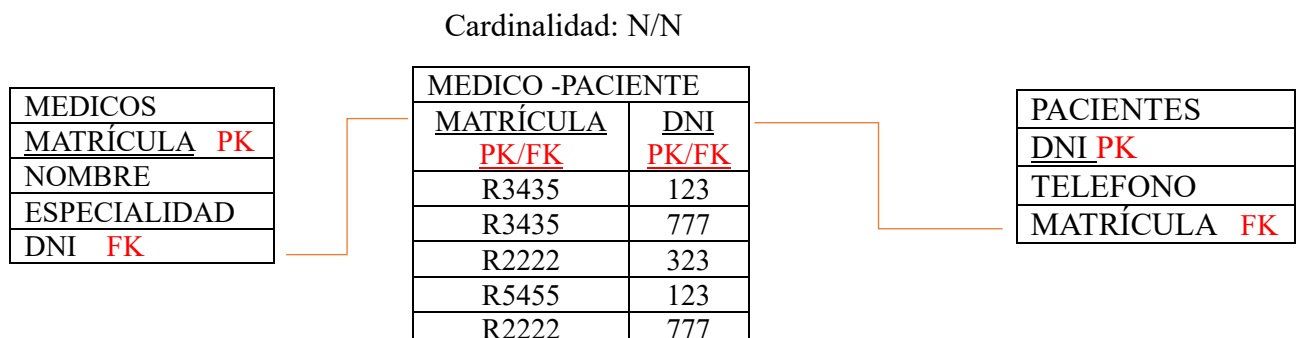 Cardinalidad: N/N
MEDICOS
MATRÍCULA PK
NOMBRE
ESPECIALIDAD
DNI FK
MEDICO -PACIENTE
MATRÍCULA PK/FK DNI PK/FK
R3435 123
R3435 777
R2222 323
R5455 123
R2222 777
PACIENTES
DNI PK
TELEFONO
MATRÍCULA FK